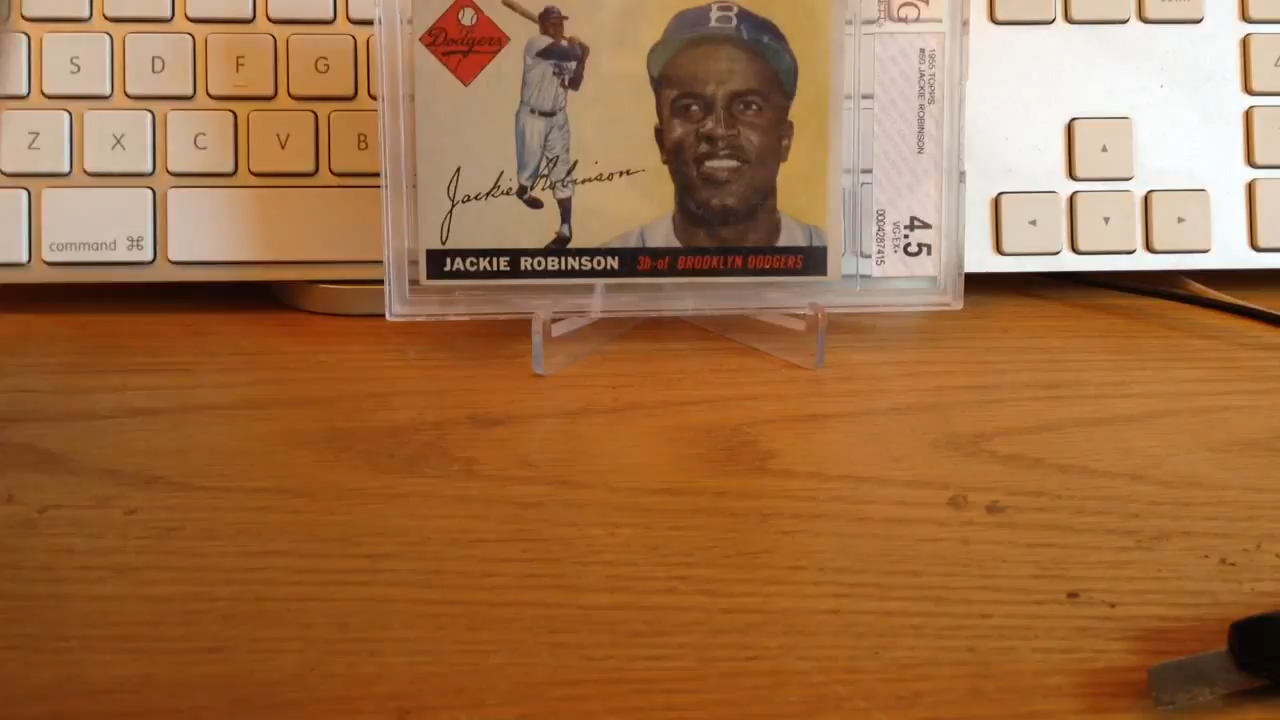 S D F G
Z X C V B
command ⌘
Dodgers
B
Jackie Robinson
JACKIE ROBINSON 3b-of BROOKLYN DODGERS
1955 TOPPS
#50 JACKIE ROBINSON
4.5
VG-EX+
0004287415